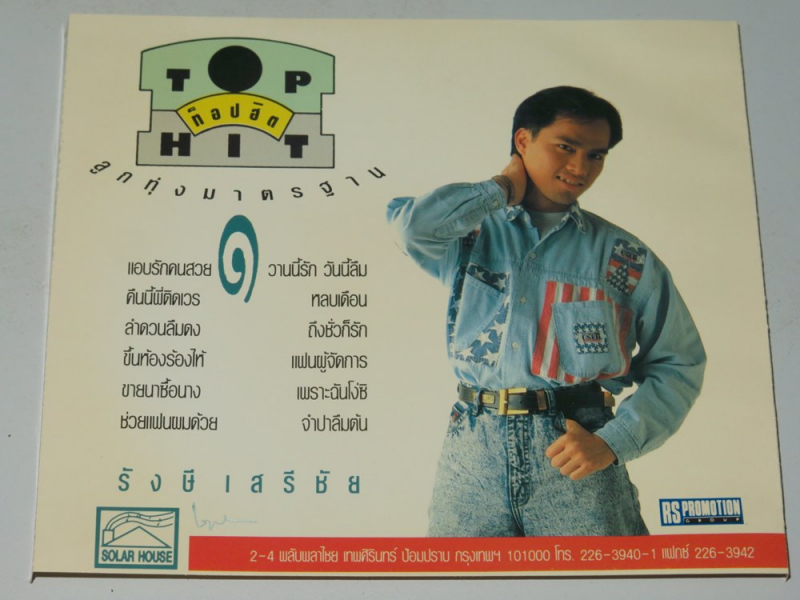 TOP
ท็อปฮิต
HIT
ลูกทุ่งมาตรฐาน
๑
แอบรักคนสวย
คืนนี้พี่ติดเวร
ลำดวนลืมดง
ขึ้นห้องร้องไห้
ขายนาซื้อนาง
ช่วยแฟนผมด้วย
วานนี้รัก วันนี้ลืม
หลบเดือน
ถึงชั่วก็รัก
แฟนผู้จัดการ
เพราะฉันโง่ซิ
จำปาลืมต้น
รังษี เสรีชัย
SOLAR HOUSE
RS PROMOTION
GROUP
2-4 พลับพลาไชย เทพศิรินทร์ ป้อมปราบ กรุงเทพฯ 101000 โทร. 226-3940-1 แฟกซ์ 226-3942